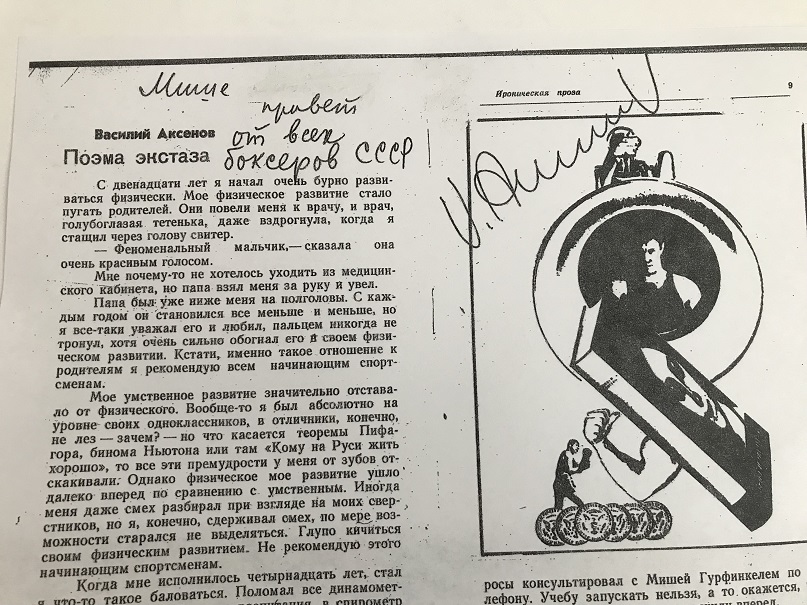 Мише
привет
от всех
боксеров СССР
Ироническая проза
9
Василий Аксенов
Поэма экстаза
С двенадцати лет я начал очень бурно разви-
ваться физически. Мое физическое развитие стало
пугать родителей. Они повели меня к врачу, и врач,
голубоглазая тетенька, даже вздрогнула, когда я
стащил через голову свитер.
— Феноменальный мальчик,— сказала она
очень красивым голосом.
Мне почему-то не хотелось уходить из медицин-
ского кабинета, но папа взял меня за руку и увел.
Папа был уже ниже меня на полголовы. С каж-
дым годом он становился все меньше и меньше, но
я все-таки уважал его и любил, пальцем никогда не
тронул, хотя очень сильно обогнал его в своем физи-
ческом развитии. Кстати, именно такое отношение к
родителям я рекомендую всем начинающим спорт-
сменам.
Мое умственное развитие значительно отстава-
ло от физического. Вообще-то я был абсолютно на
уровне своих одноклассников, в отличники, конечно,
не лез — зачем? — но что касается теоремы Пифа-
гора, бинома Ньютона или там «Кому на Руси жить
хорошо», то все эти премудрости у меня от зубов от-
скакивали. Однако физическое мое развитие ушло
далеко вперед по сравнению с умственным. Иногда
меня даже смех разбирал при взгляде на моих свер-
стников, но я, конечно, сдерживал смех, по мере воз-
можности старался не выделяться. Глупо кичиться
своим физическим развитием. Не рекомендую этого
начинающим спортсменам.
Когда мне исполнилось четырнадцать лет, стал
я что-то такое баловаться. Поломал все динамомет-
росы консультировал с Мишей Гурфинкелем по
лефону. Учебу запускать нельзя, а то, окажется,